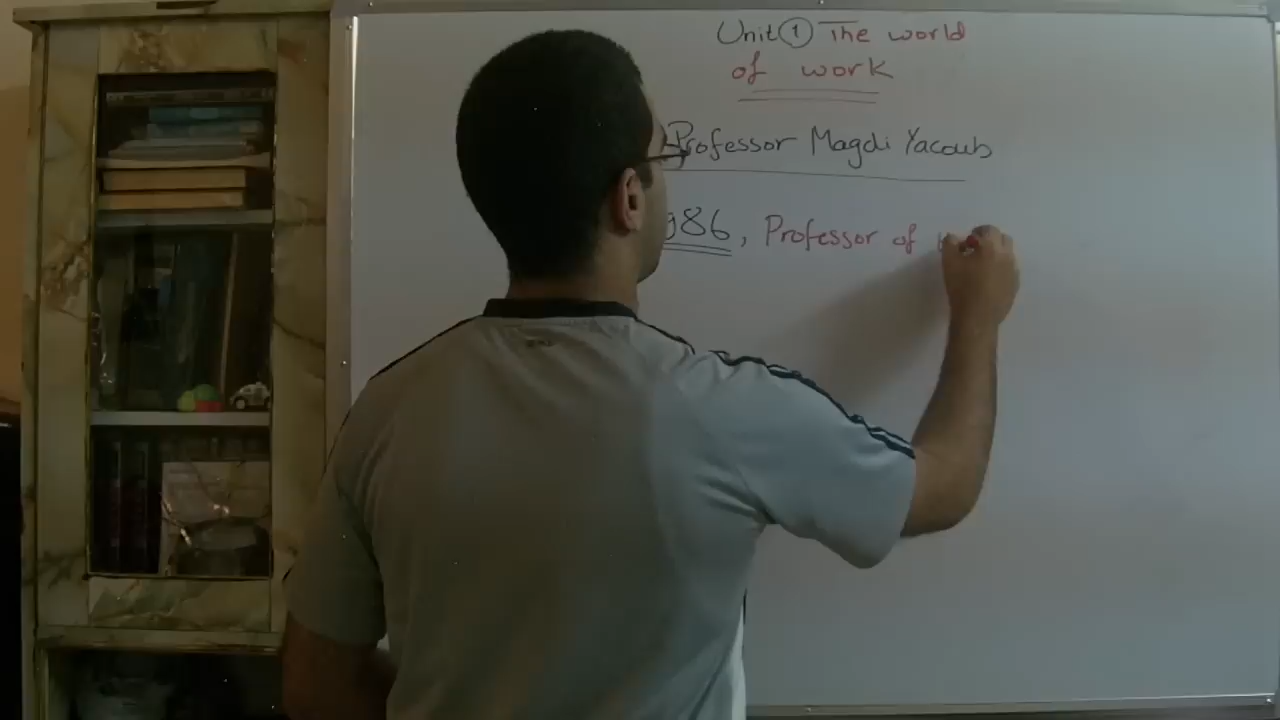 Unit 1 The world
of work
Professor Magdi Yacoub
986, Professor of